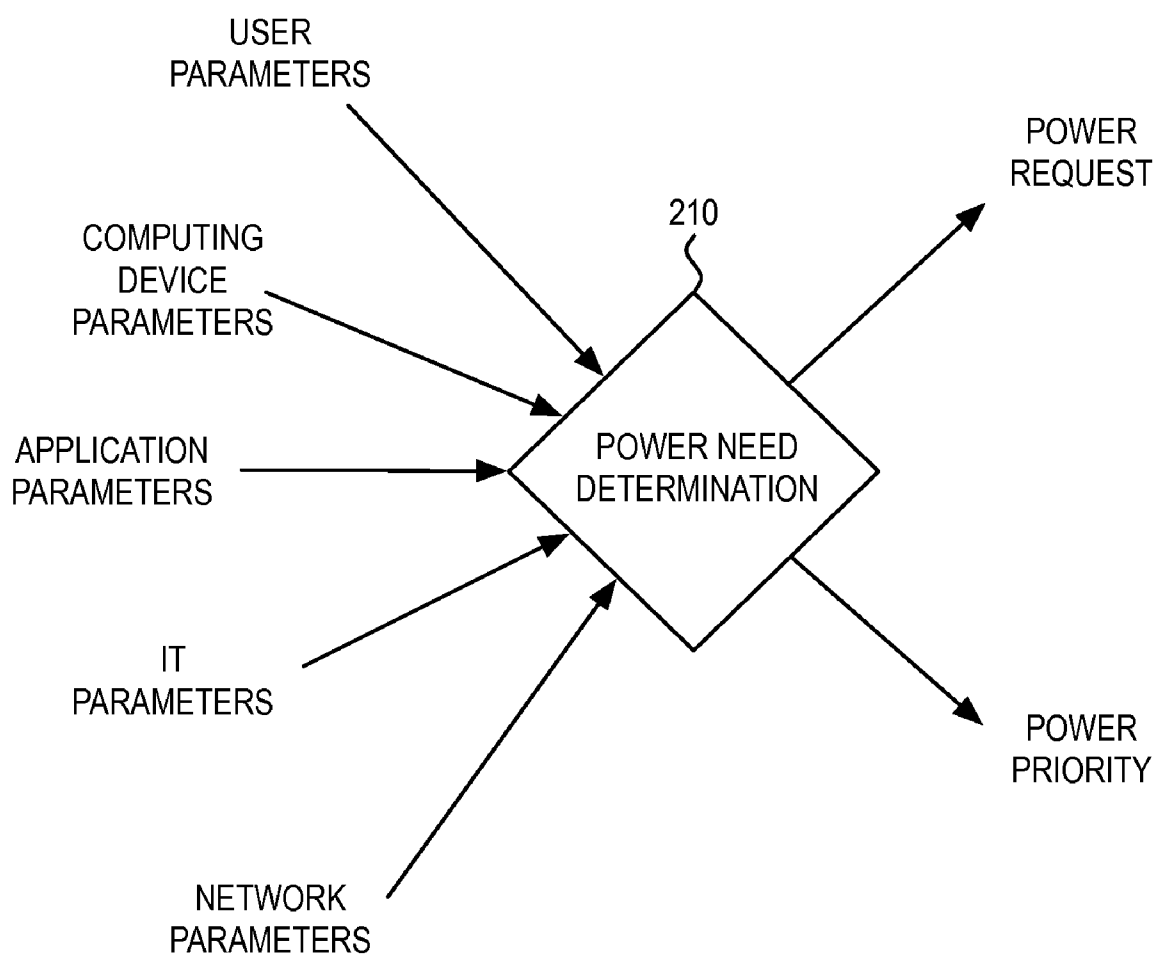 USER
PARAMETERS
POWER
REQUEST
210
COMPUTING
DEVICE
PARAMETERS
APPLICATION
PARAMETERS
POWER NEED
DETERMINATION
IT
PARAMETERS
POWER
PRIORITY
NETWORK
PARAMETERS